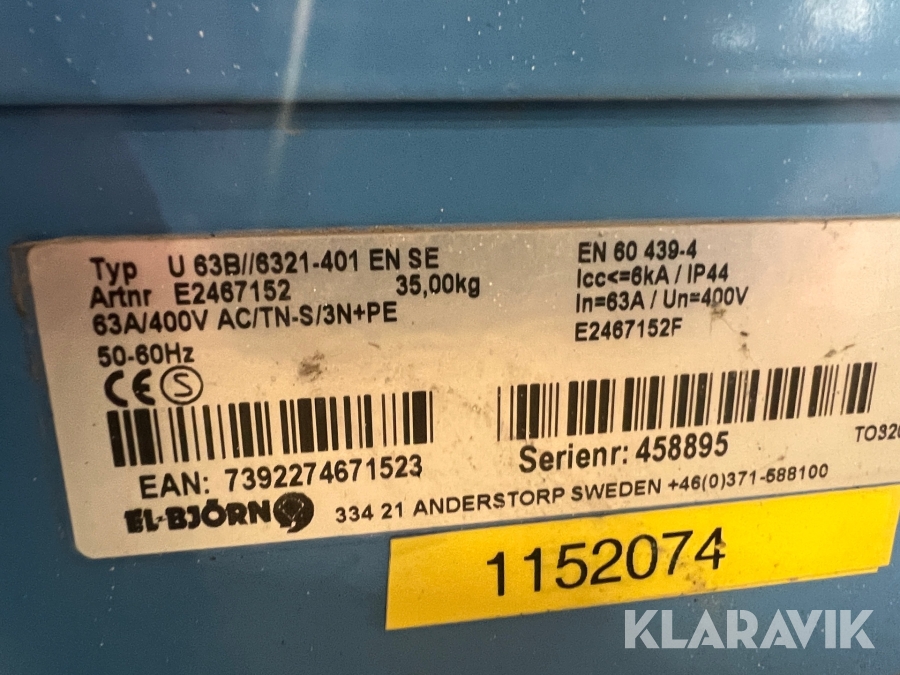 Typ U 63B//6321-401 EN SE
Artnr E2467152 35,00kg
63A/400V AC/TN-S/3N+PE
50-60Hz
CE S
EN 60 439-4
Icc<=6kA / IP44
In=63A / Un=400V
E2467152F
EAN: 7392274671523
Serienr: 458895
EL-BJÖRN
334 21 ANDERSTORP SWEDEN +46(0)371-588100
1152074
KLARAVIK